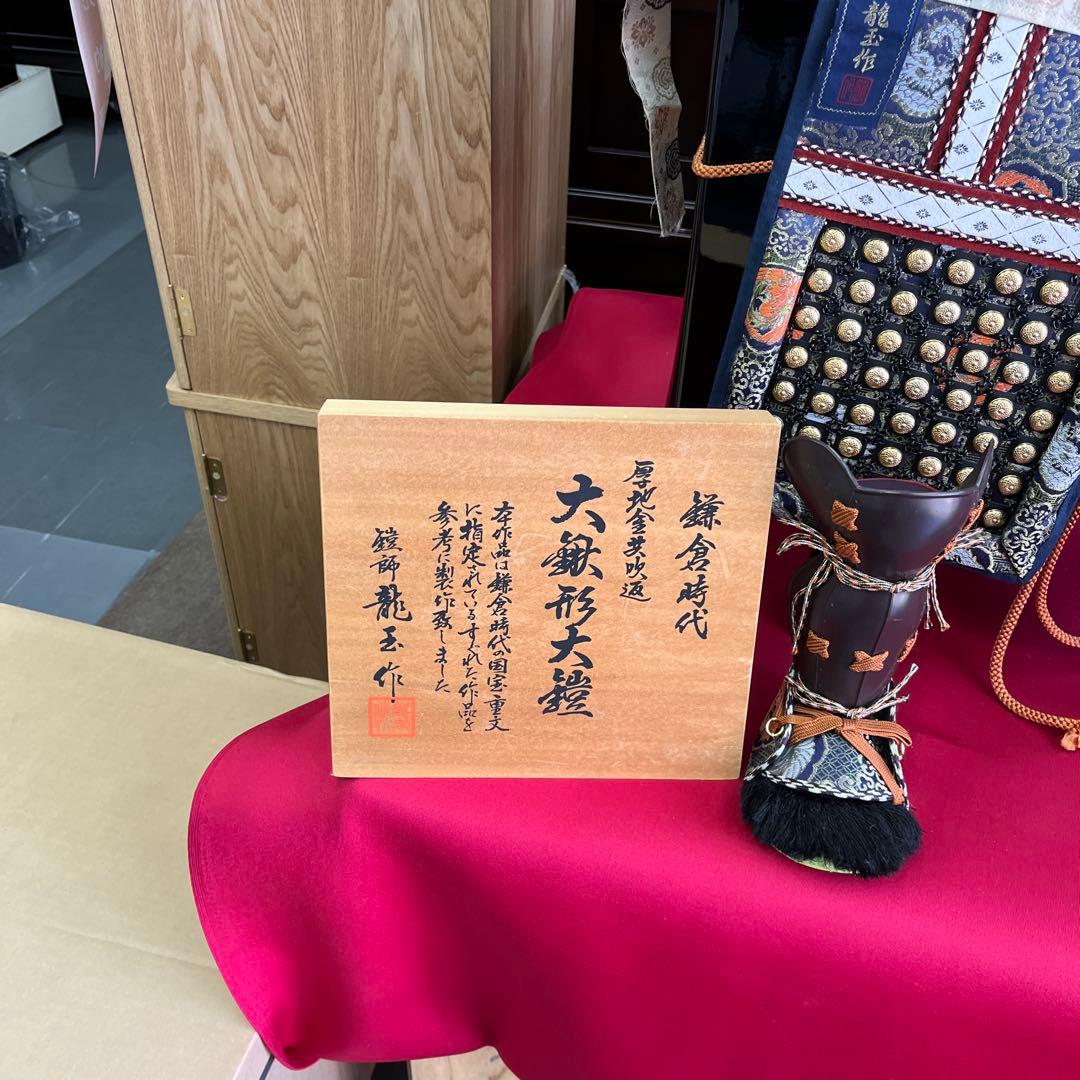 鎌倉時代
厚地金共吹返
大鍬形大鎧
本作品は鎌倉時代の国宝重文
に指定されているすぐれた作品を
参考に製作致しました
鎧師 龍玉作
龍玉作